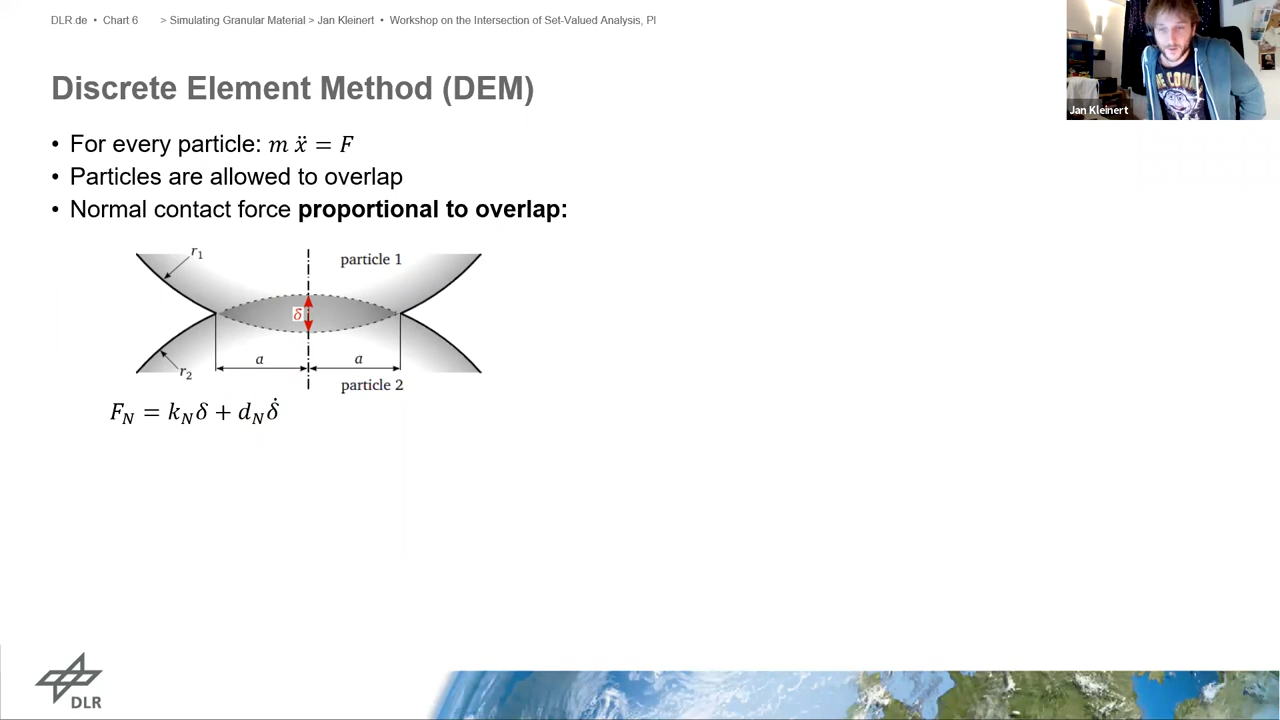 DLR.de • Chart 6 > Simulating Granular Material > Jan Kleinert • Workshop on the Intersection of Set-Valued Analysis, Pl
Jan Kleinert
Discrete Element Method (DEM)
• For every particle: m ẍ = F
• Particles are allowed to overlap
• Normal contact force proportional to overlap:
r₁
particle 1
δ
a a
r₂
particle 2
F_N = k_N δ + d_N δ̇
DLR